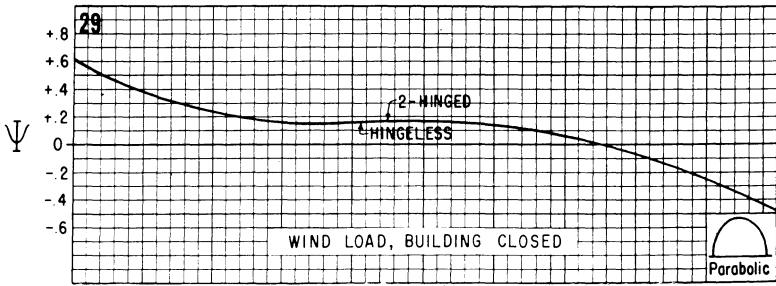 29
+.8
+.6
+.4
+.2
0
-.2
-.4
-.6
Ψ
2-HINGED
HINGELESS
WIND LOAD, BUILDING CLOSED
Parabolic